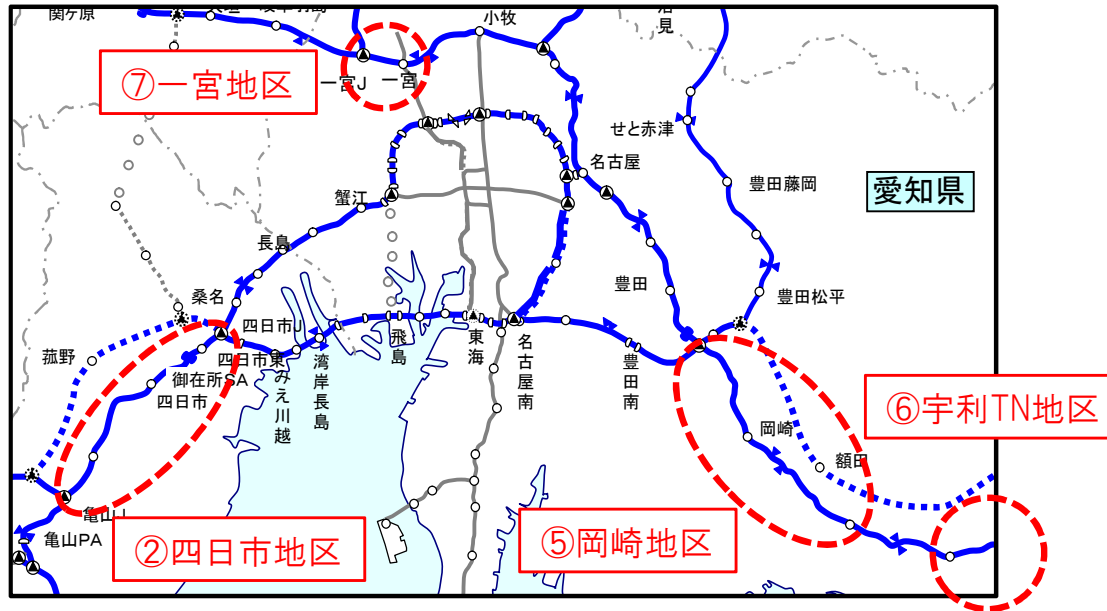 関ケ原
小牧
⑦一宮地区
一宮J
一宮
せと赤津
名古屋
豊田藤岡
愛知県
蟹江
長島
豊田
豊田松平
桑名
四日市J
飛島
東海
名古屋南
菰野
四日市東
湾岸長島
豊田南
御在所SA
みえ川越
四日市
⑥宇利TN地区
岡崎
額田
亀山J
亀山PA
②四日市地区
⑤岡崎地区